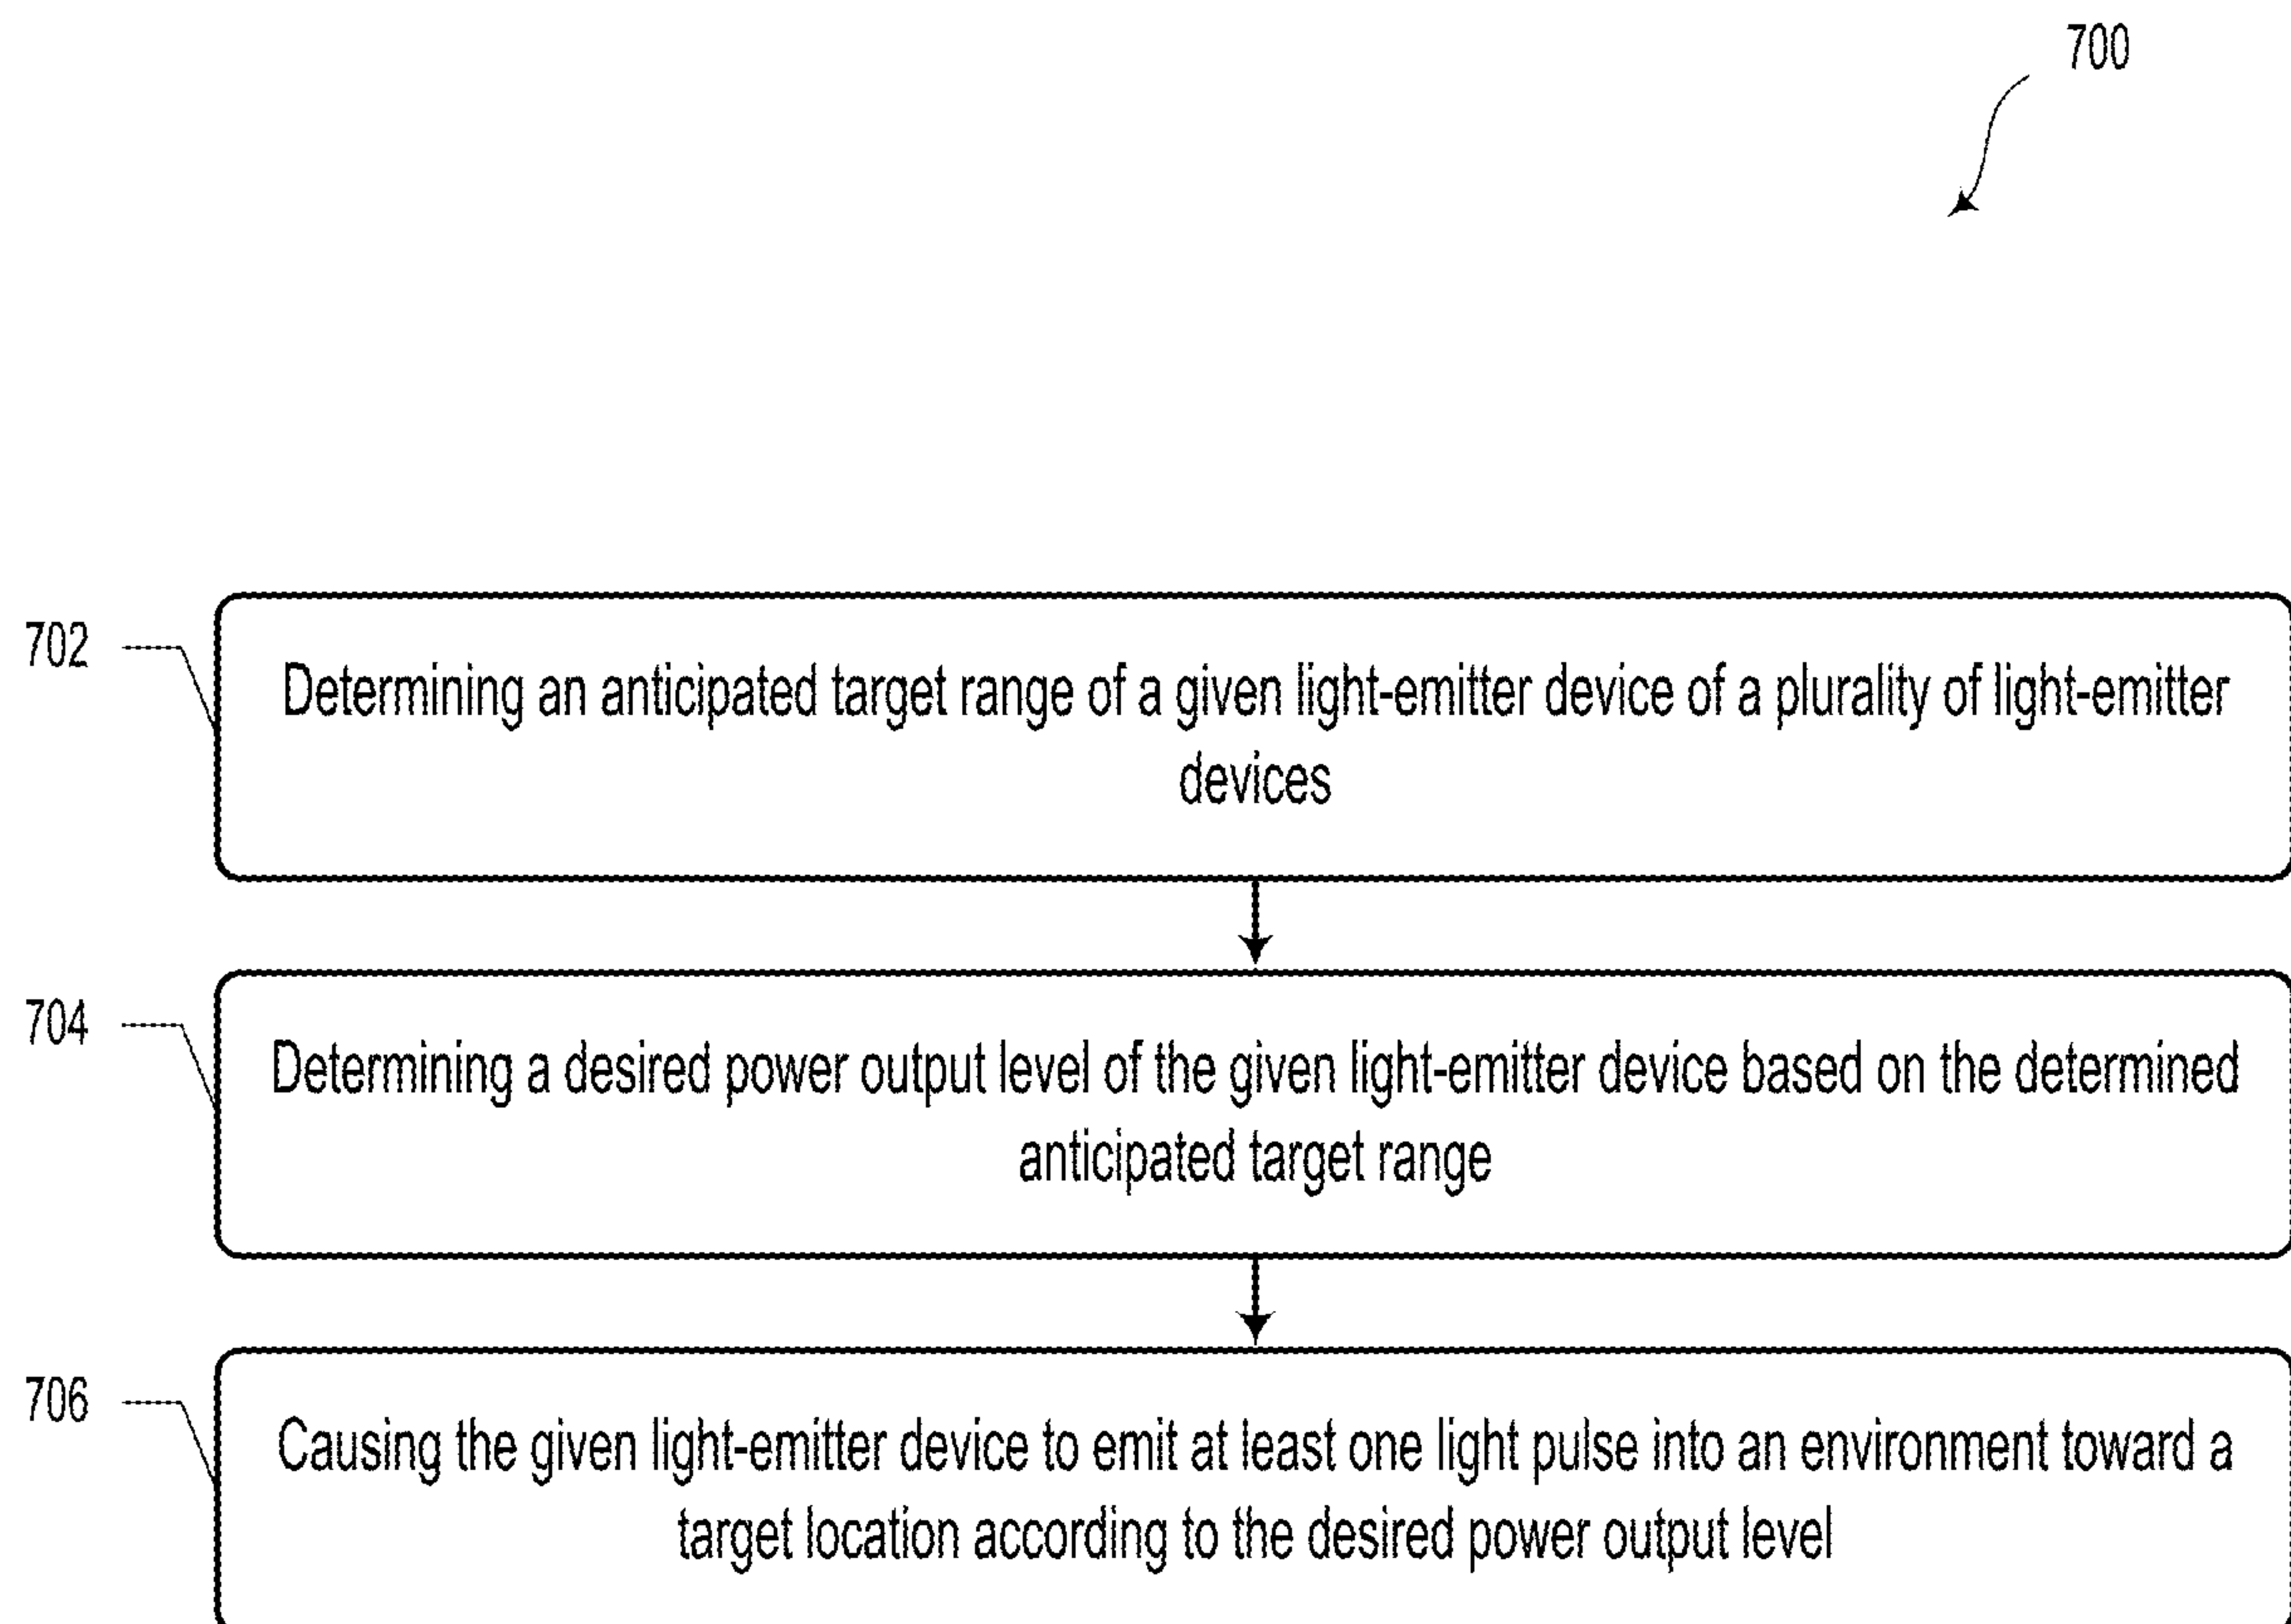 700
702
Determining an anticipated target range of a given light-emitter device of a plurality of light-emitter
devices
704
Determining a desired power output level of the given light-emitter device based on the determined
anticipated target range
706
Causing the given light-emitter device to emit at least one light pulse into an environment toward a
target location according to the desired power output level